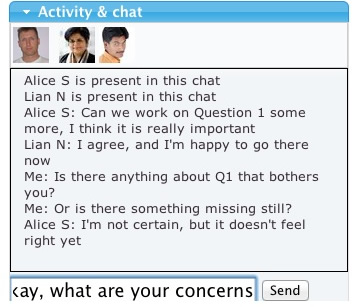 Activity & chat
Alice S is present in this chat
Lian N is present in this chat
Alice S: Can we work on Question 1 some
more, I think it is really important
Lian N: I agree, and I'm happy to go there
now
Me: Is there anything about Q1 that bothers
you?
Me: Or is there something missing still?
Alice S: I'm not certain, but it doesn't feel
right yet
kay, what are your concerns Send